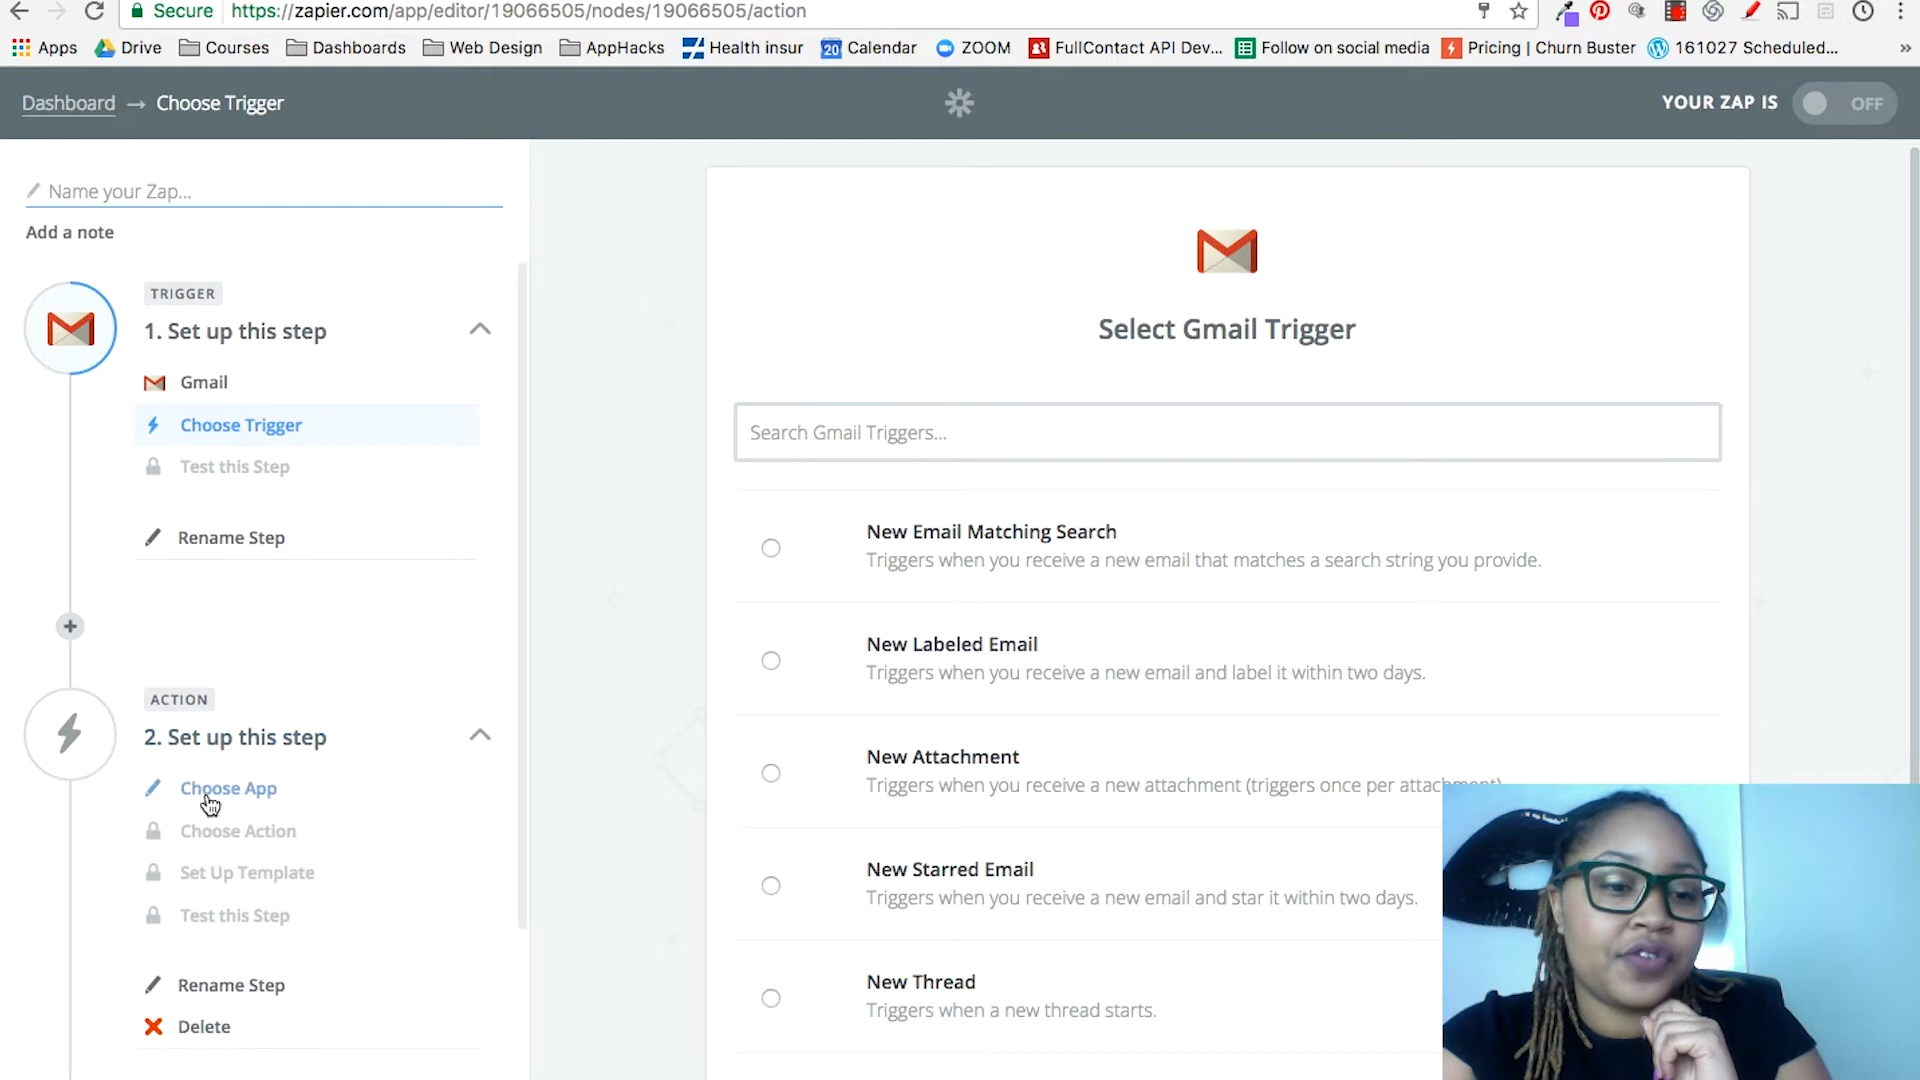 Secure https://zapier.com/app/editor/19066505/nodes/19066505/action
Apps Drive Courses Dashboards Web Design AppHacks Health insur 20 Calendar ZOOM FullContact API Dev... Follow on social media Pricing | Churn Buster 161027 Scheduled... »
Dashboard → Choose Trigger
YOUR ZAP IS OFF
Name your Zap...
Add a note
TRIGGER
1. Set up this step
Gmail
Choose Trigger
Test this Step
Rename Step
ACTION
2. Set up this step
Choose App
Choose Action
Set Up Template
Test this Step
Rename Step
Delete
Select Gmail Trigger
Search Gmail Triggers...
New Email Matching Search
Triggers when you receive a new email that matches a search string you provide.
New Labeled Email
Triggers when you receive a new email and label it within two days.
New Attachment
Triggers when you receive a new attachment (triggers once per attachment)
New Starred Email
Triggers when you receive a new email and star it within two days.
New Thread
Triggers when a new thread starts.